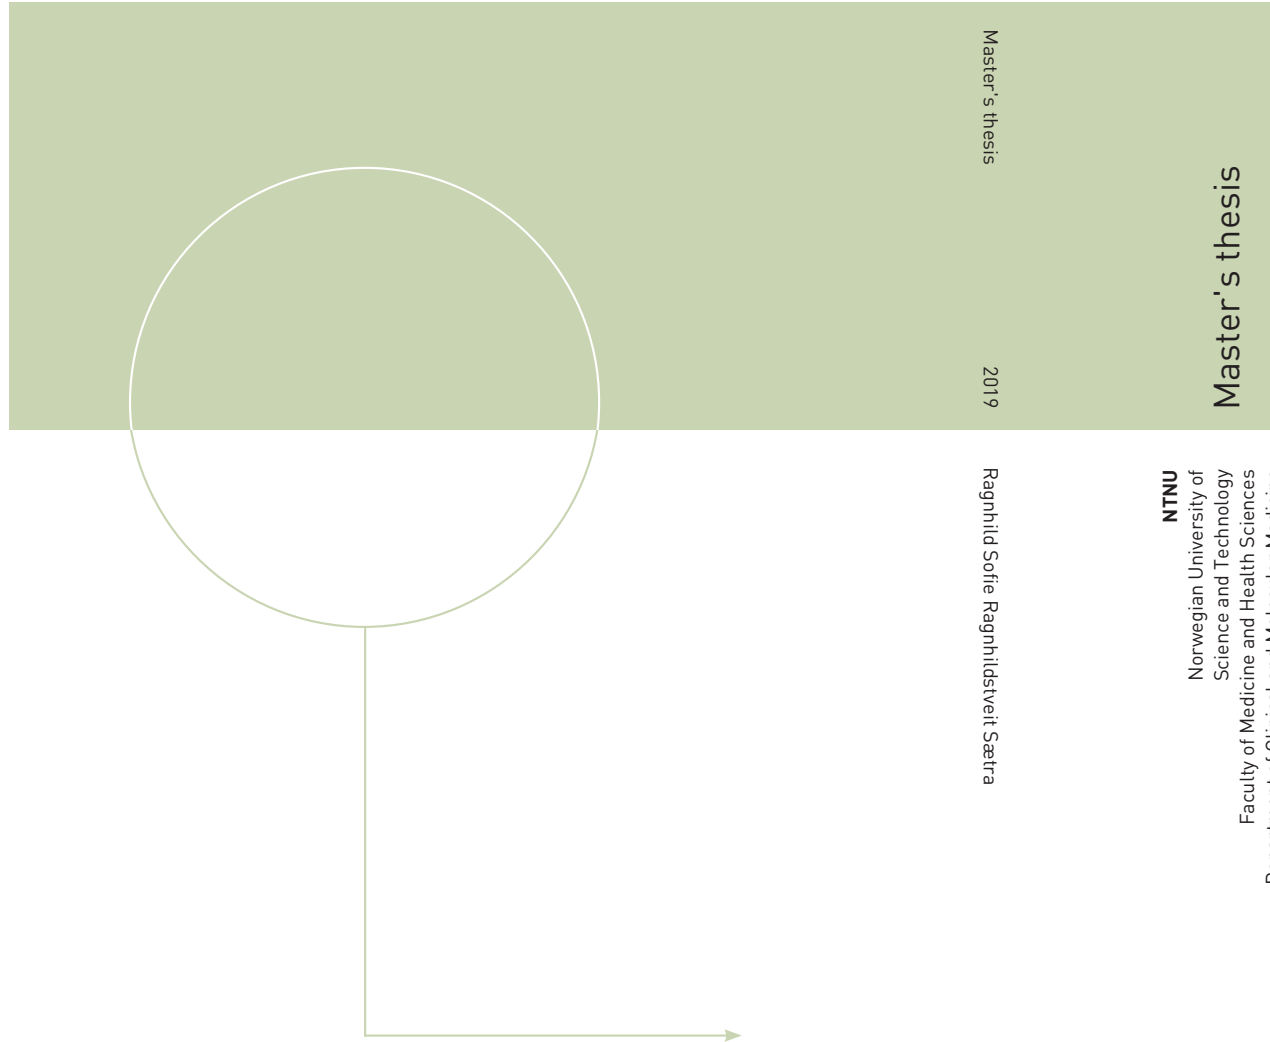 Master's thesis
2019
Ragnhild Sofie Ragnhildstveit Sætra
Master's thesis
NTNU
Norwegian University of
Science and Technology
Faculty of Medicine and Health Sciences